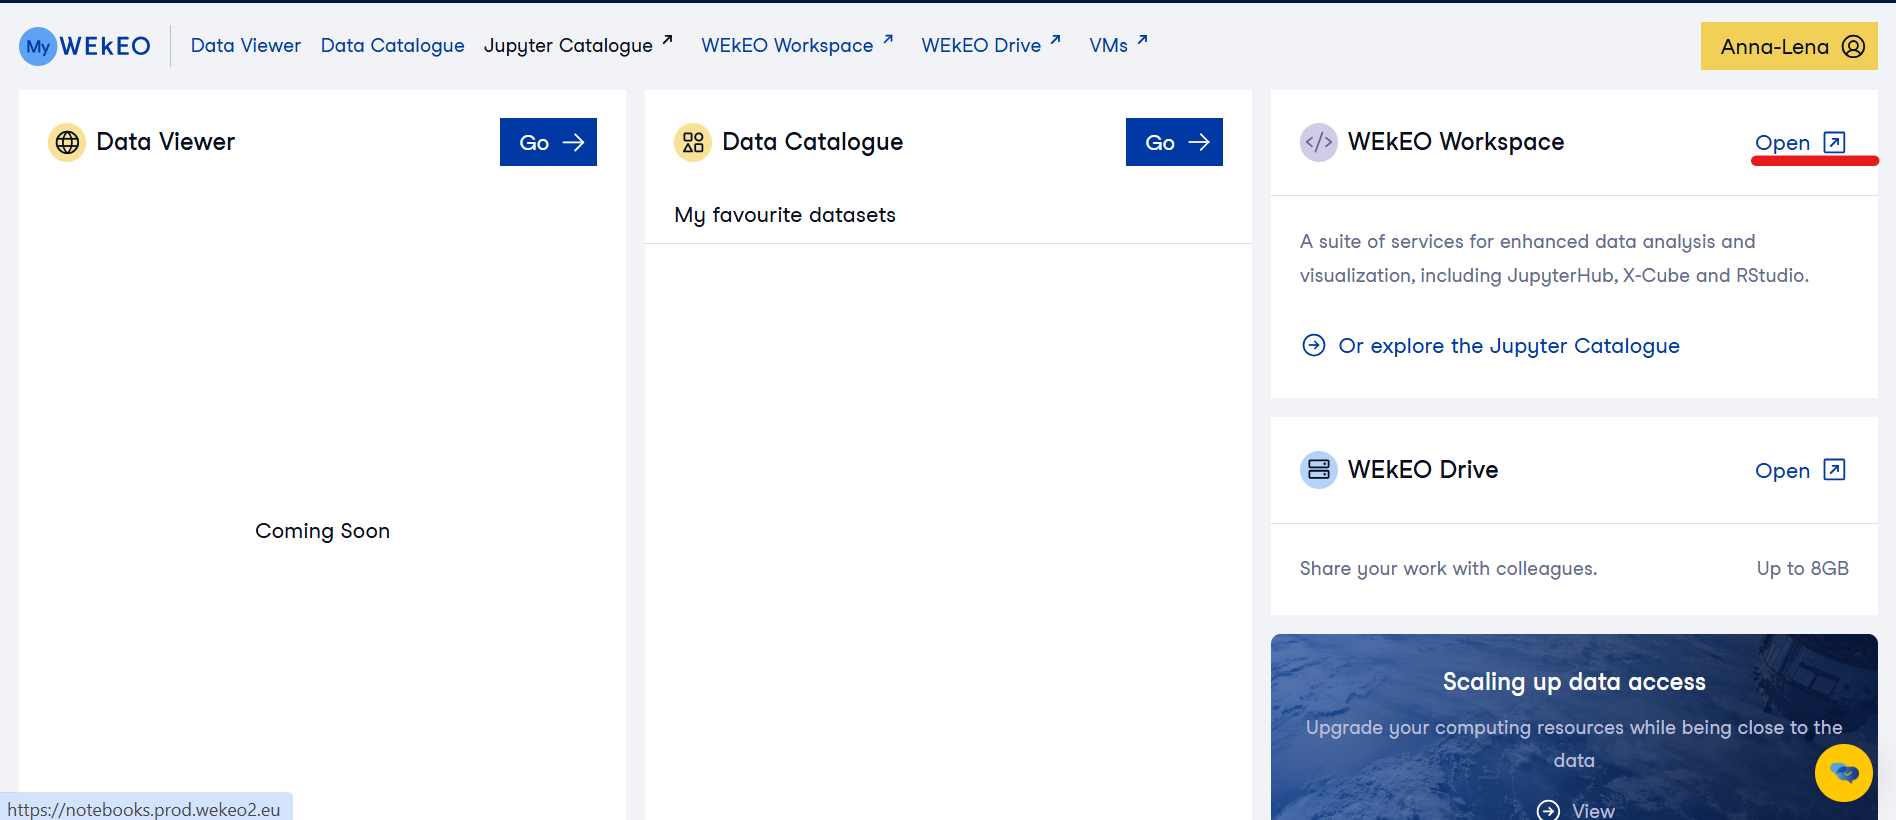 My WEkEO Data Viewer Data Catalogue Jupyter Catalogue WEkEO Workspace WEkEO Drive VMs Anna-Lena
Data Viewer Go
Coming Soon
Data Catalogue Go
My favourite datasets
WEkEO Workspace Open
A suite of services for enhanced data analysis and
visualization, including JupyterHub, X-Cube and RStudio.
Or explore the Jupyter Catalogue
WEkEO Drive Open
Share your work with colleagues. Up to 8GB
Scaling up data access
Upgrade your computing resources while being close to the
data
View
https://notebooks.prod.wekeo2.eu